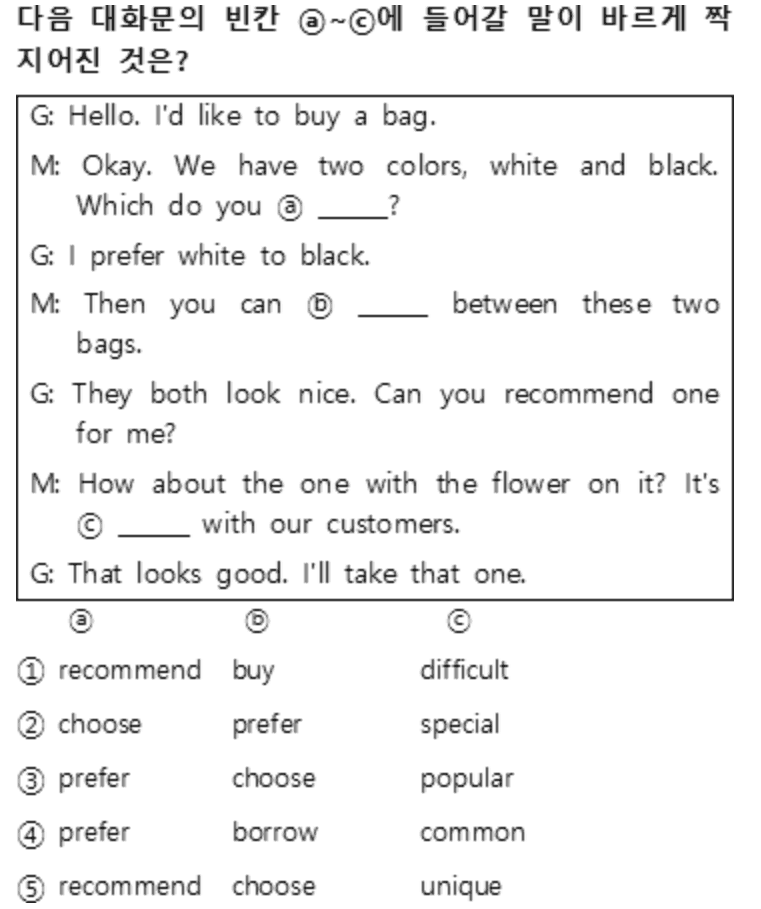 다음 대화문의 빈칸 ⓐ~ⓒ에 들어갈 말이 바르게 짝
지어진 것은?
G: Hello. I'd like to buy a bag.
M: Okay. We have two colors, white and black.
Which do you ⓐ _____?
G: I prefer white to black.
M: Then you can ⓑ _____ between these two
bags.
G: They both look nice. Can you recommend one
for me?
M: How about the one with the flower on it? It's
ⓒ _____ with our customers.
G: That looks good. I'll take that one.
ⓐ ⓑ ⓒ
① recommend buy difficult
② choose prefer special
③ prefer choose popular
④ prefer borrow common
⑤ recommend choose unique